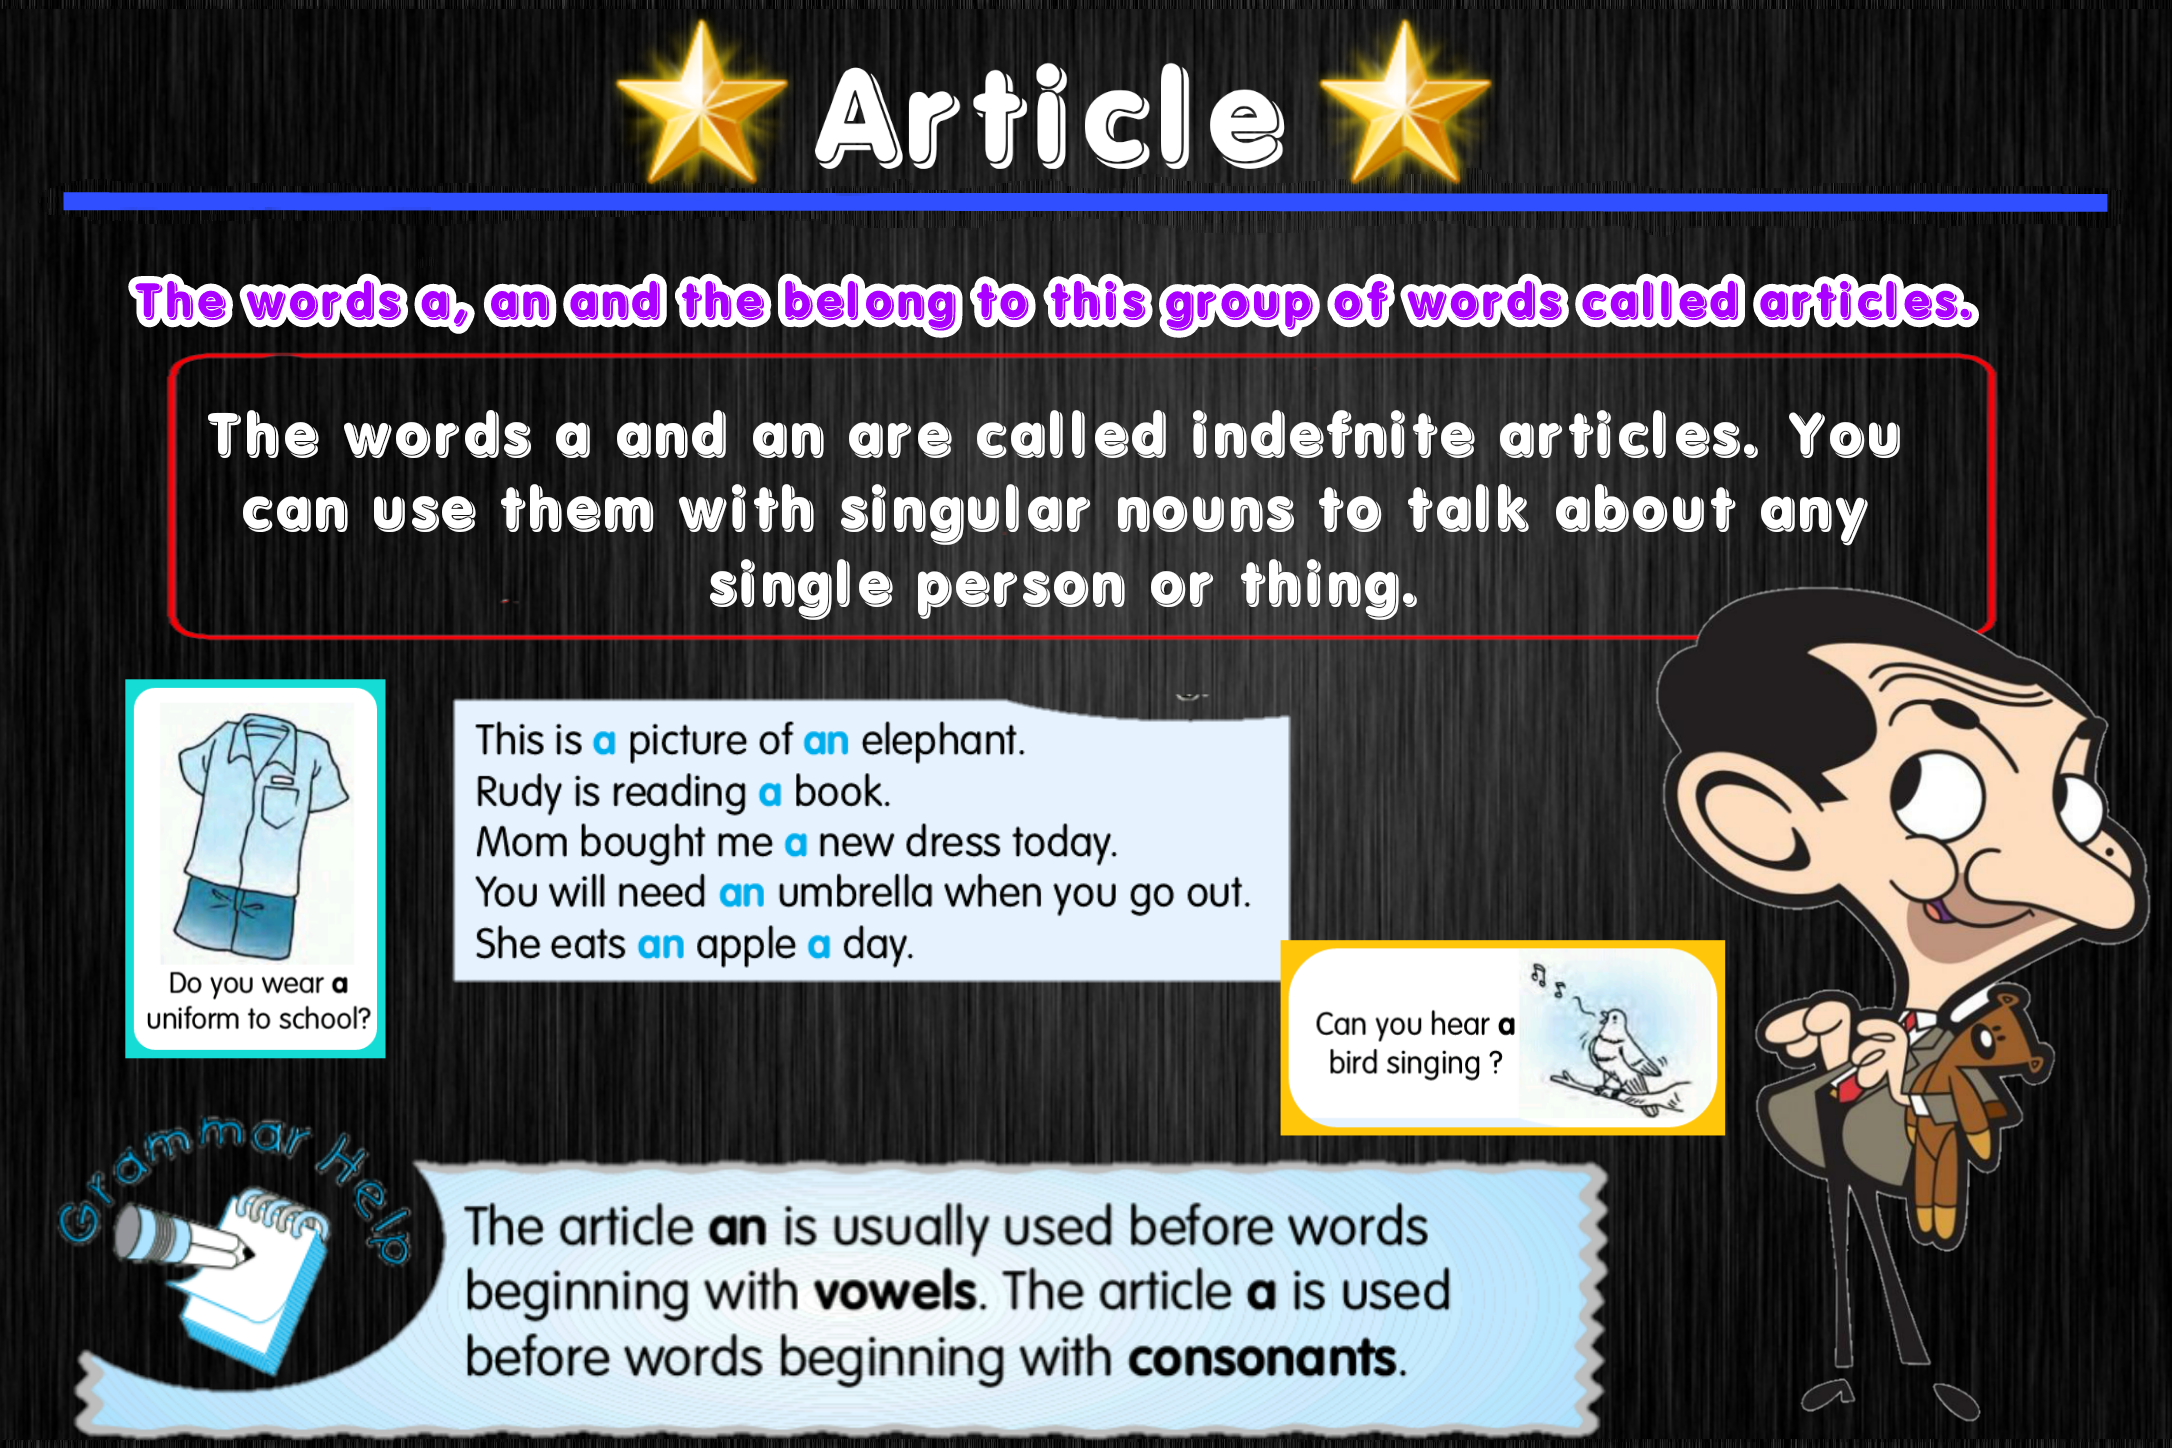 Article
The words a, an and the belong to this group of words called articles.
The words a and an are called indefnite articles. You
can use them with singular nouns to talk about any
single person or thing.
Do you wear a
uniform to school?
This is a picture of an elephant.
Rudy is reading a book.
Mom bought me a new dress today.
You will need an umbrella when you go out.
She eats an apple a day.
Can you hear a
bird singing ?
Grammar Help
The article an is usually used before words
beginning with vowels. The article a is used
before words beginning with consonants.